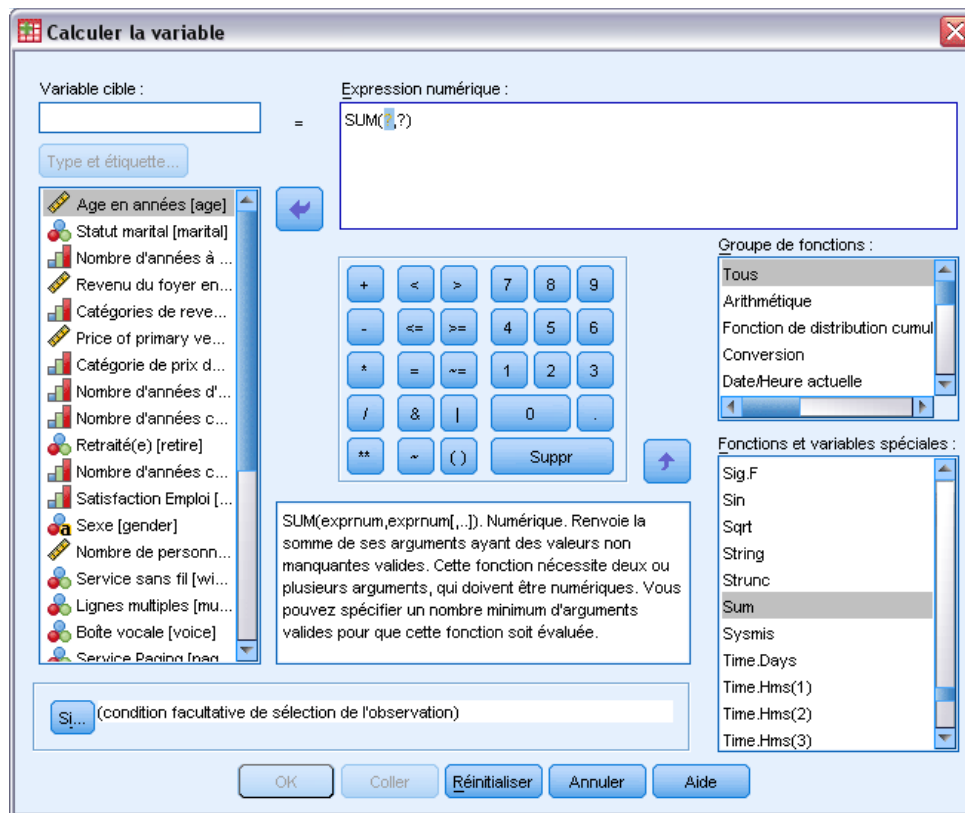 Calculer la variable
Variable cible :
Expression numérique :
=
SUM(?,?)
Type et étiquette...
Age en années [age]
Statut marital [marital]
Nombre d'années à ...
Revenu du foyer en...
Catégories de reve...
Price of primary ve...
Catégorie de prix d...
Nombre d'années d'...
Nombre d'années c...
Retraité(e) [retire]
Nombre d'années c...
Satisfaction Emploi [...
Sexe [gender]
Nombre de personn...
Service sans fil [wi...
Lignes multiples [mu...
Boîte vocale [voice]
Service Paging [pag...
+ < > 7 8 9
- <= >= 4 5 6
* = ~= 1 2 3
/ & | 0 .
** ~ ( ) Suppr
Groupe de fonctions :
Tous
Arithmétique
Fonction de distribution cumul
Conversion
Date/Heure actuelle
Fonctions et variables spéciales :
Sig.F
Sin
Sqrt
String
Strunc
Sum
Sysmis
Time.Days
Time.Hms(1)
Time.Hms(2)
Time.Hms(3)
SUM(exprnum,exprnum[,..]). Numérique. Renvoie la
somme de ses arguments ayant des valeurs non
manquantes valides. Cette fonction nécessite deux ou
plusieurs arguments, qui doivent être numériques. Vous
pouvez spécifier un nombre minimum d'arguments
valides pour que cette fonction soit évaluée.
Si... (condition facultative de sélection de l'observation)
OK Coller Réinitialiser Annuler Aide